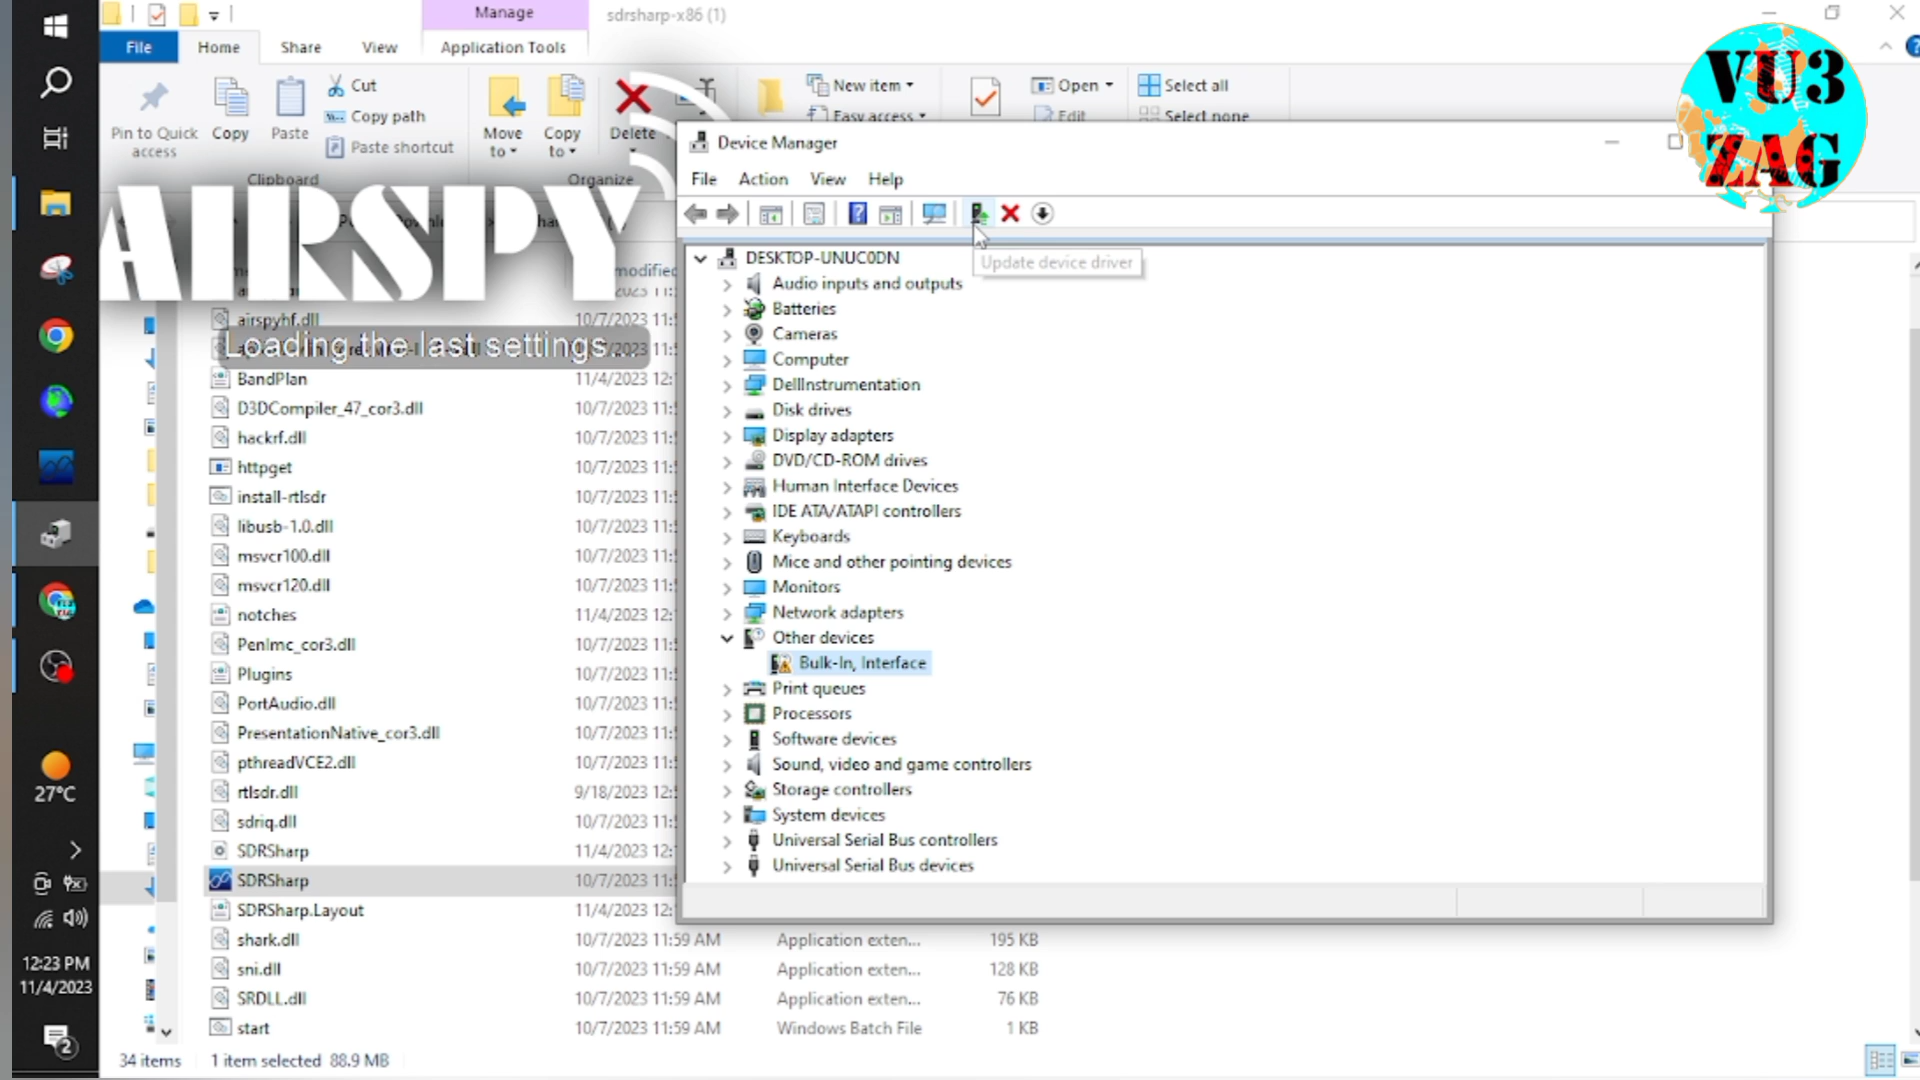 Manage
sdrsharp-x86 (1)
File
Home
Share
View
Application Tools
Pin to Quick access
Copy
Paste
Cut
Copy path
Paste shortcut
Move to
Copy to
Delete
New item
Easy access
Open
Edit
Select all
Select none
Clipboard
Organize
VU3
ZAG
AIRSPY
Loading the last settings...
modified
airspyhf.dll
BandPlan 11/4/2023 12:
D3DCompiler_47_cor3.dll 10/7/2023 11:
hackrf.dll 10/7/2023 11:
httpget 10/7/2023 11:
install-rtlsdr 10/7/2023 11:
libusb-1.0.dll 10/7/2023 11:
msvcr100.dll 10/7/2023 11:
msvcr120.dll 10/7/2023 11:
notches 11/4/2023 12:
PenImc_cor3.dll 10/7/2023 11:
Plugins 10/7/2023 11:
PortAudio.dll 10/7/2023 11:
PresentationNative_cor3.dll 10/7/2023 11:
pthreadVCE2.dll 10/7/2023 11:
rtlsdr.dll 9/18/2023 12:
sdriq.dll 10/7/2023 11:
SDRSharp 11/4/2023 12:
SDRSharp 10/7/2023 11:
SDRSharp.Layout 11/4/2023 12:
shark.dll 10/7/2023 11:59 AM Application exten... 195 KB
sni.dll 10/7/2023 11:59 AM Application exten... 128 KB
SRDLL.dll 10/7/2023 11:59 AM Application exten... 76 KB
start 10/7/2023 11:59 AM Windows Batch File 1 KB
34 items 1 item selected 88.9 MB
Device Manager
File Action View Help
Update device driver
DESKTOP-UNUC0DN
Audio inputs and outputs
Batteries
Cameras
Computer
DellInstrumentation
Disk drives
Display adapters
DVD/CD-ROM drives
Human Interface Devices
IDE ATA/ATAPI controllers
Keyboards
Mice and other pointing devices
Monitors
Network adapters
Other devices
Bulk-In, Interface
Print queues
Processors
Software devices
Sound, video and game controllers
Storage controllers
System devices
Universal Serial Bus controllers
Universal Serial Bus devices
27°C
12:23 PM
11/4/2023
2